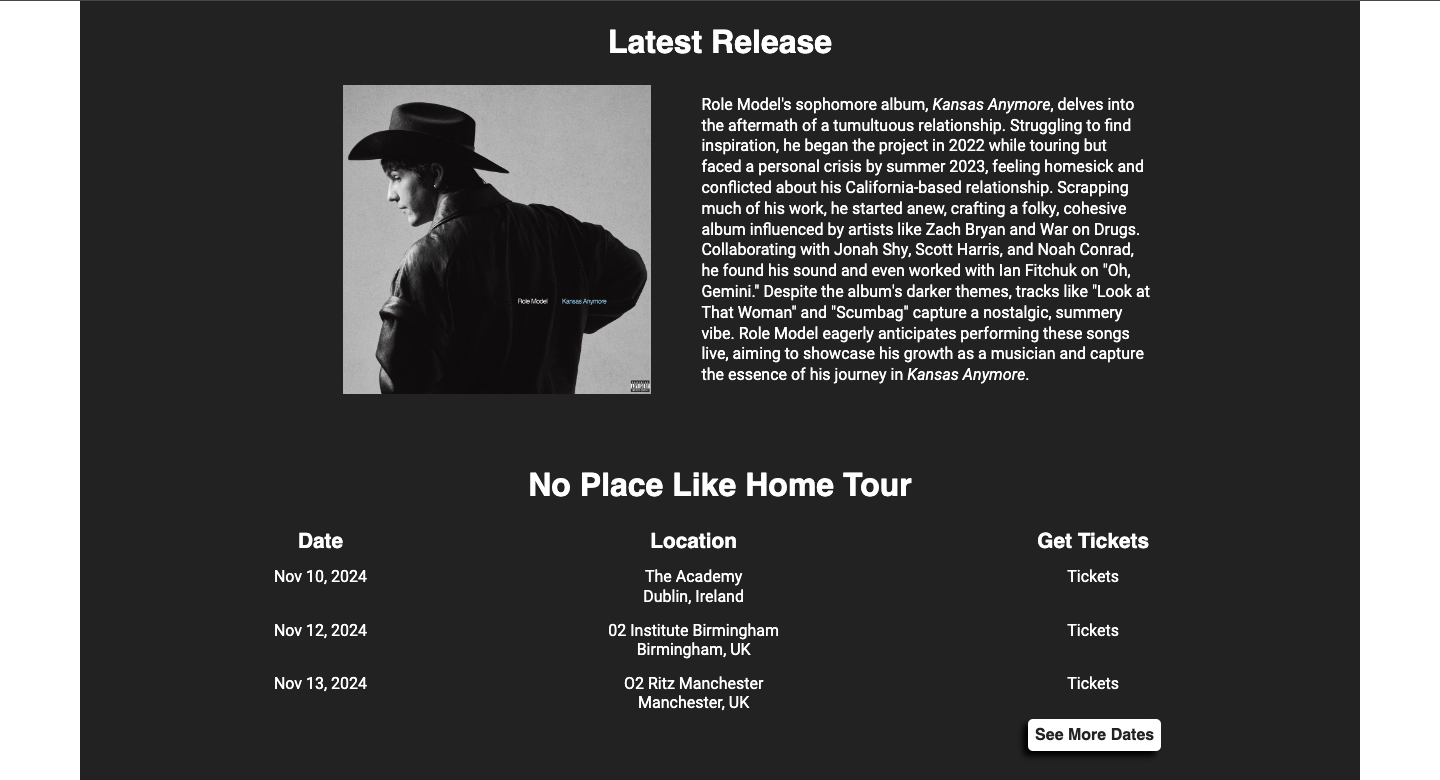 Latest Release
Role Model's sophomore album, Kansas Anymore, delves into
the aftermath of a tumultuous relationship. Struggling to find
inspiration, he began the project in 2022 while touring but
faced a personal crisis by summer 2023, feeling homesick and
conflicted about his California-based relationship. Scrapping
much of his work, he started anew, crafting a folky, cohesive
album influenced by artists like Zach Bryan and War on Drugs.
Collaborating with Jonah Shy, Scott Harris, and Noah Conrad,
he found his sound and even worked with Ian Fitchuk on "Oh,
Gemini." Despite the album's darker themes, tracks like "Look at
That Woman" and "Scumbag" capture a nostalgic, summery
vibe. Role Model eagerly anticipates performing these songs
live, aiming to showcase his growth as a musician and capture
the essence of his journey in Kansas Anymore.
Role Model Kansas Anymore
No Place Like Home Tour
Date Location Get Tickets
Nov 10, 2024 The Academy Tickets
Dublin, Ireland
Nov 12, 2024 02 Institute Birmingham Tickets
Birmingham, UK
Nov 13, 2024 O2 Ritz Manchester Tickets
Manchester, UK
See More Dates